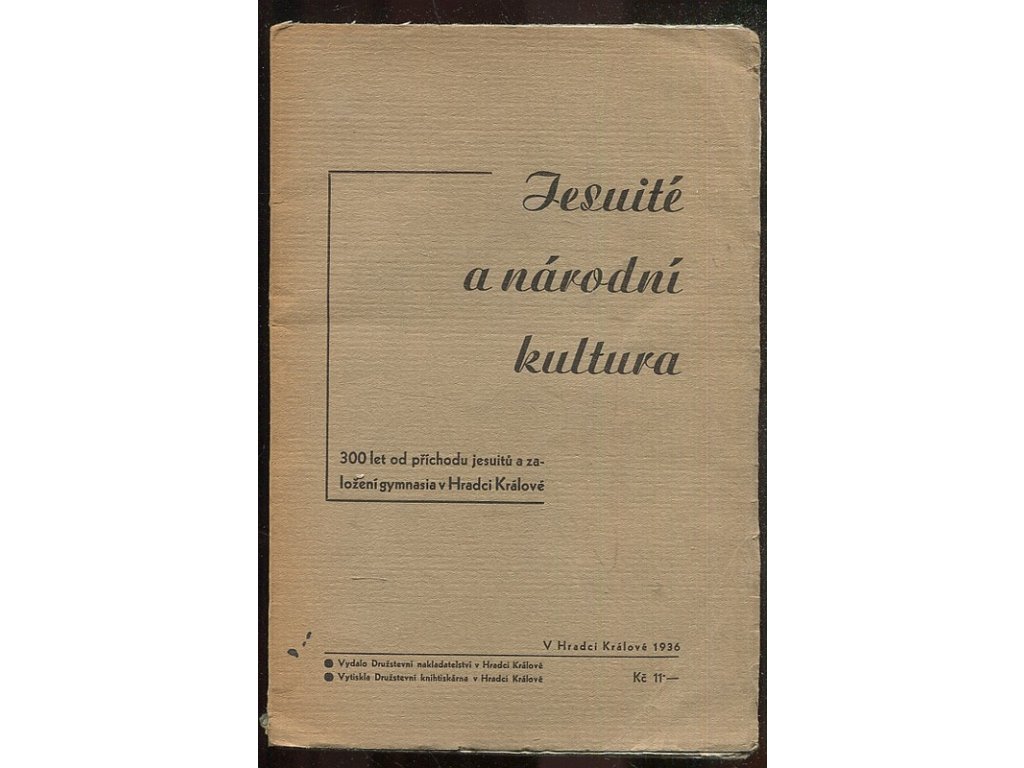 Jesuité
a národní
kultura
300 let od příchodu jesuitů a za-
ložení gymnasia v Hradci Králové
V Hradci Králové 1936
Vydalo Družstevní nakladatelství v Hradci Králové
Vytiskla Družstevní knihtiskárna v Hradci Králové
Kč 11·—